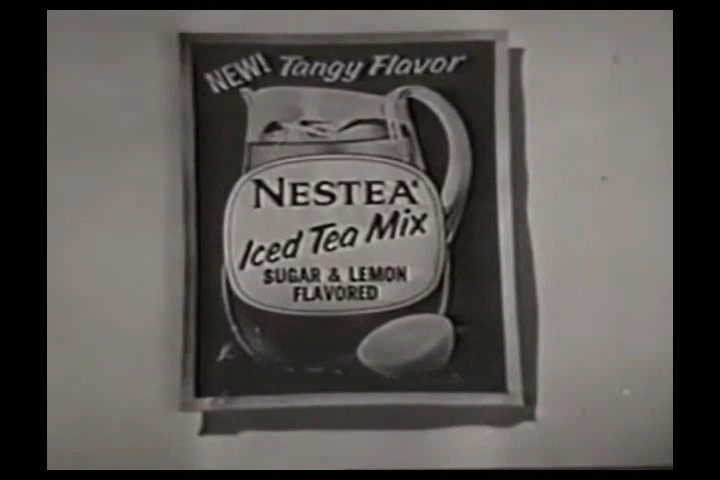 NEW! Tangy Flavor
NESTEA
Iced Tea Mix
SUGAR & LEMON
FLAVORED